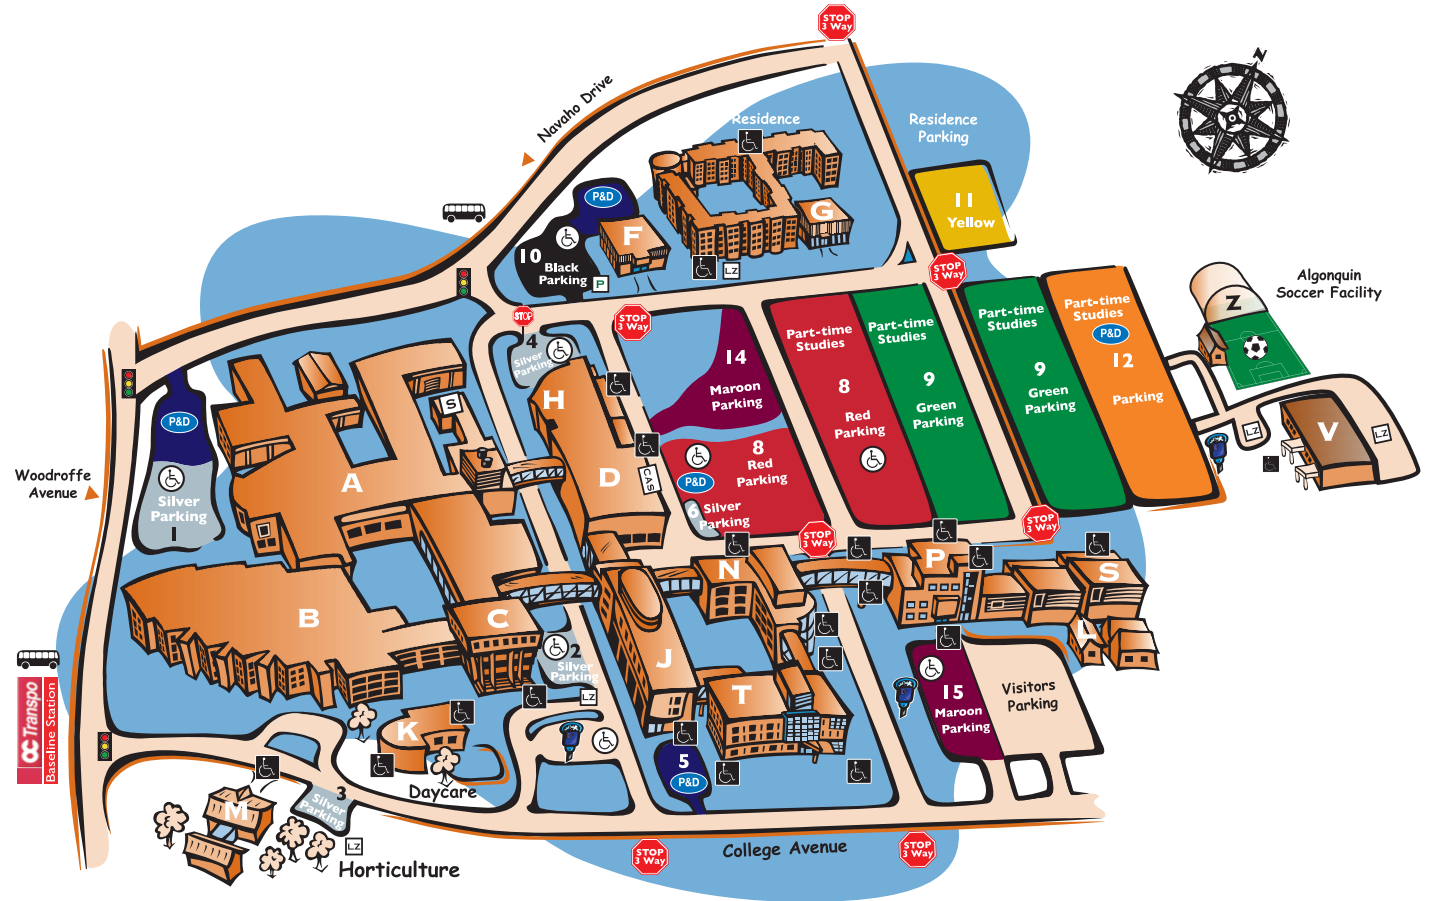 STOP
3 Way
N
Navaho Drive
Residence
Residence
Parking
P&D
11
Yellow
G
F
10
Black
Parking
P
LZ
STOP
3 Way
Algonquin
Soccer Facility
Z
STOP
STOP
3 Way
4
Silver
Parking
14
Maroon
Parking
Part-time
Studies
8
Red
Parking
Part-time
Studies
9
Green
Parking
Part-time
Studies
9
Green
Parking
Part-time
Studies
P&D
12
Parking
P&D
S
H
A
D
CAS
8
Red
Parking
P&D
6 Silver
Parking
LZ
V
LZ
Woodroffe
Avenue
Silver
Parking
1
STOP
3 Way
STOP
3 Way
N
P
S
B
C
L
2
Silver
Parking
J
T
LZ
15
Maroon
Parking
Visitors
Parking
OC Transpo
Baseline Station
K
Daycare
5
P&D
3
Silver
Parking
M
LZ
Horticulture
STOP
3 Way
College Avenue
STOP
3 Way